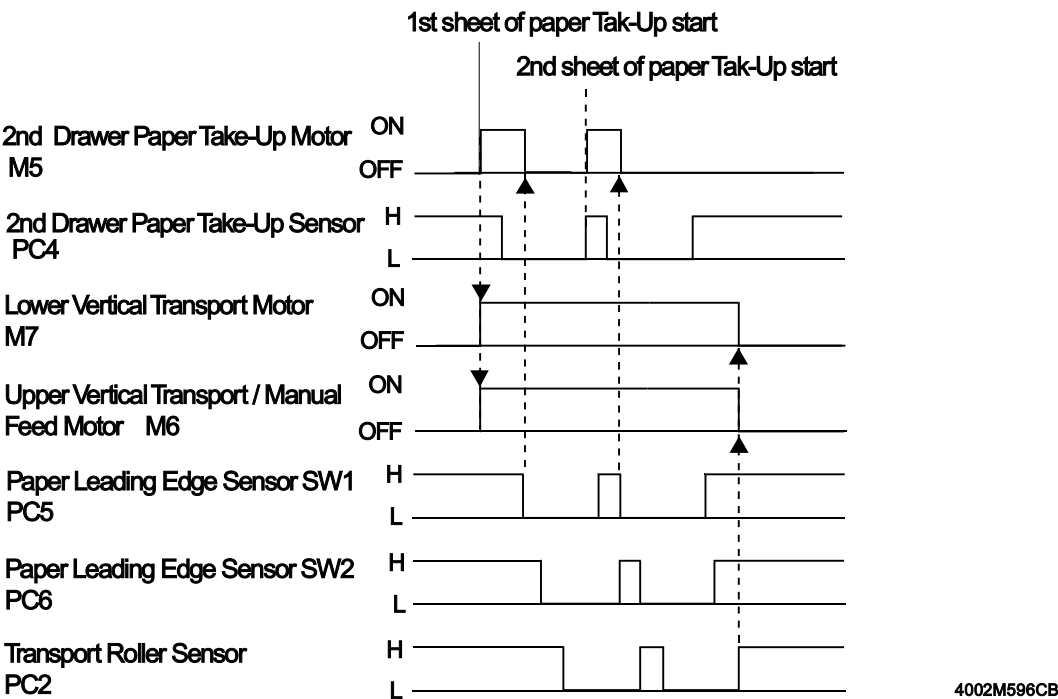 1st sheet of paper Tak-Up start
2nd sheet of paper Tak-Up start
2nd Drawer Paper Take-Up Motor
M5
ON
OFF
2nd Drawer Paper Take-Up Sensor
PC4
H
L
Lower Vertical Transport Motor
M7
ON
OFF
Upper Vertical Transport / Manual
Feed Motor M6
ON
OFF
Paper Leading Edge Sensor SW1
PC5
H
L
Paper Leading Edge Sensor SW2
PC6
H
L
Transport Roller Sensor
PC2
H
L
4002M596CB